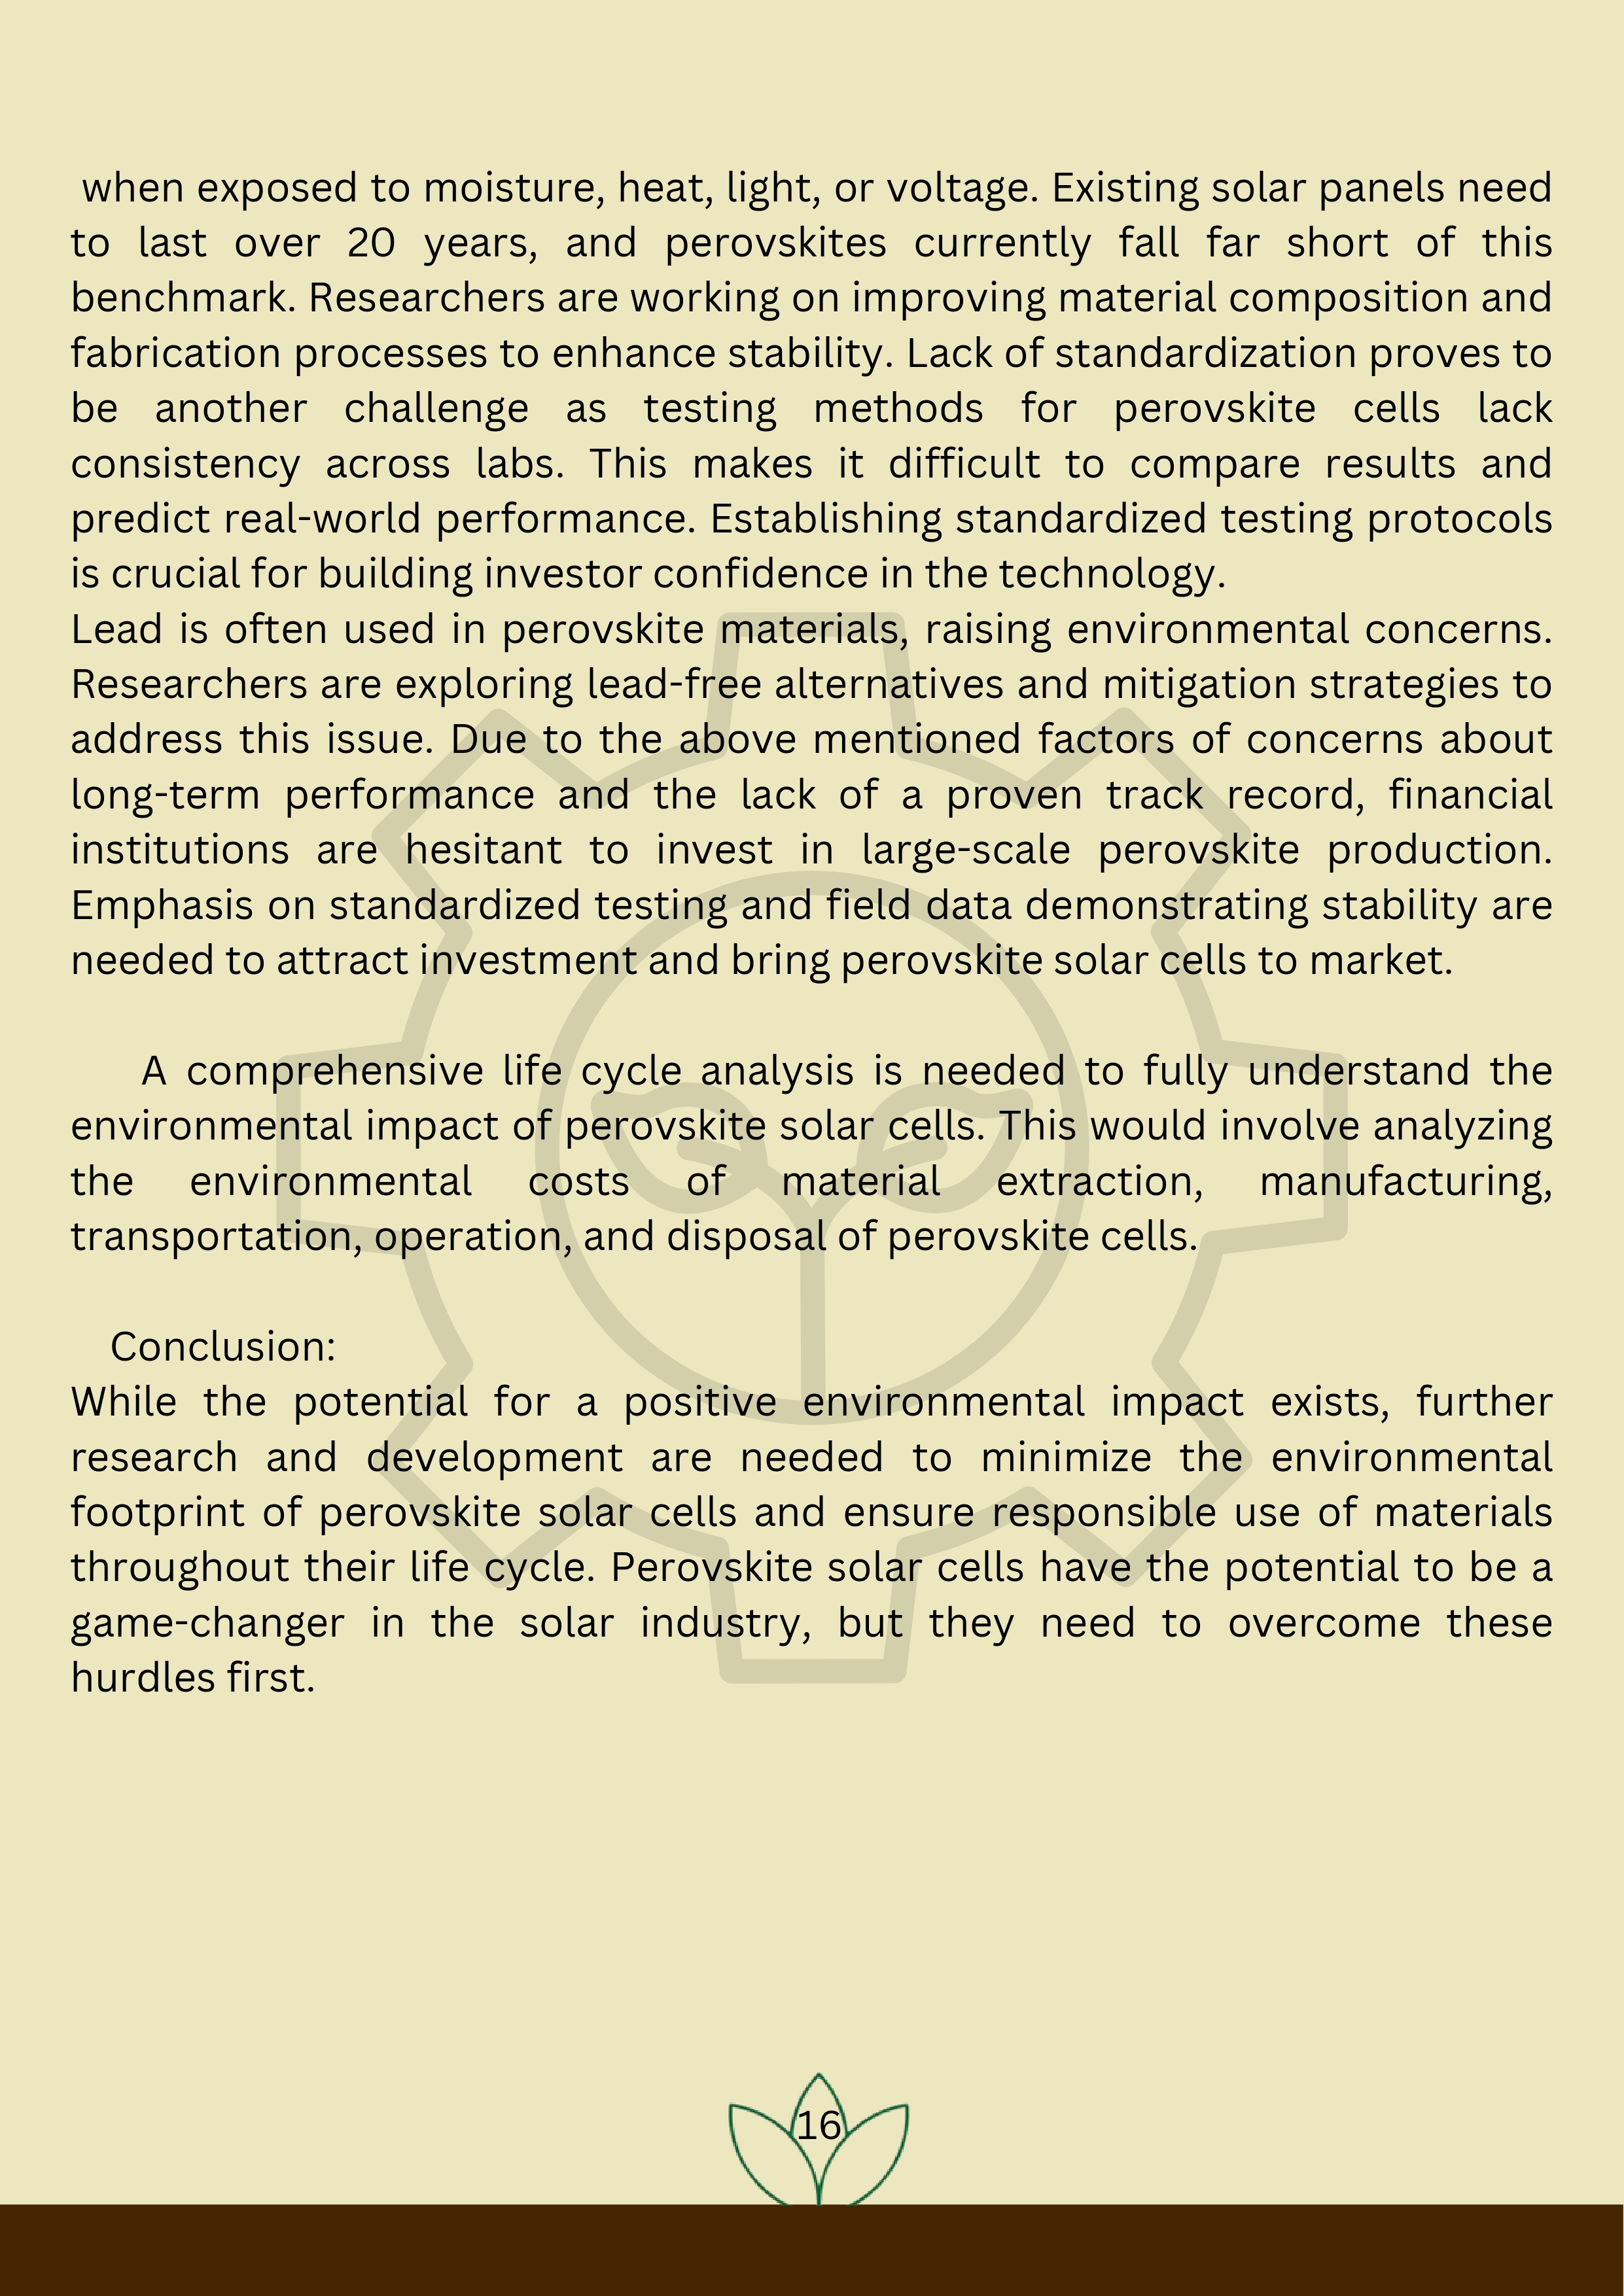 when exposed to moisture, heat, light, or voltage. Existing solar panels need
to last over 20 years, and perovskites currently fall far short of this
benchmark. Researchers are working on improving material composition and
fabrication processes to enhance stability. Lack of standardization proves to
be another challenge as testing methods for perovskite cells lack
consistency across labs. This makes it difficult to compare results and
predict real-world performance. Establishing standardized testing protocols
is crucial for building investor confidence in the technology.
Lead is often used in perovskite materials, raising environmental concerns.
Researchers are exploring lead-free alternatives and mitigation strategies to
address this issue. Due to the above mentioned factors of concerns about
long-term performance and the lack of a proven track record, financial
institutions are hesitant to invest in large-scale perovskite production.
Emphasis on standardized testing and field data demonstrating stability are
needed to attract investment and bring perovskite solar cells to market.
A comprehensive life cycle analysis is needed to fully understand the
environmental impact of perovskite solar cells. This would involve analyzing
the environmental costs of material extraction, manufacturing,
transportation, operation, and disposal of perovskite cells.
Conclusion:
While the potential for a positive environmental impact exists, further
research and development are needed to minimize the environmental
footprint of perovskite solar cells and ensure responsible use of materials
throughout their life cycle. Perovskite solar cells have the potential to be a
game-changer in the solar industry, but they need to overcome these
hurdles first.
16